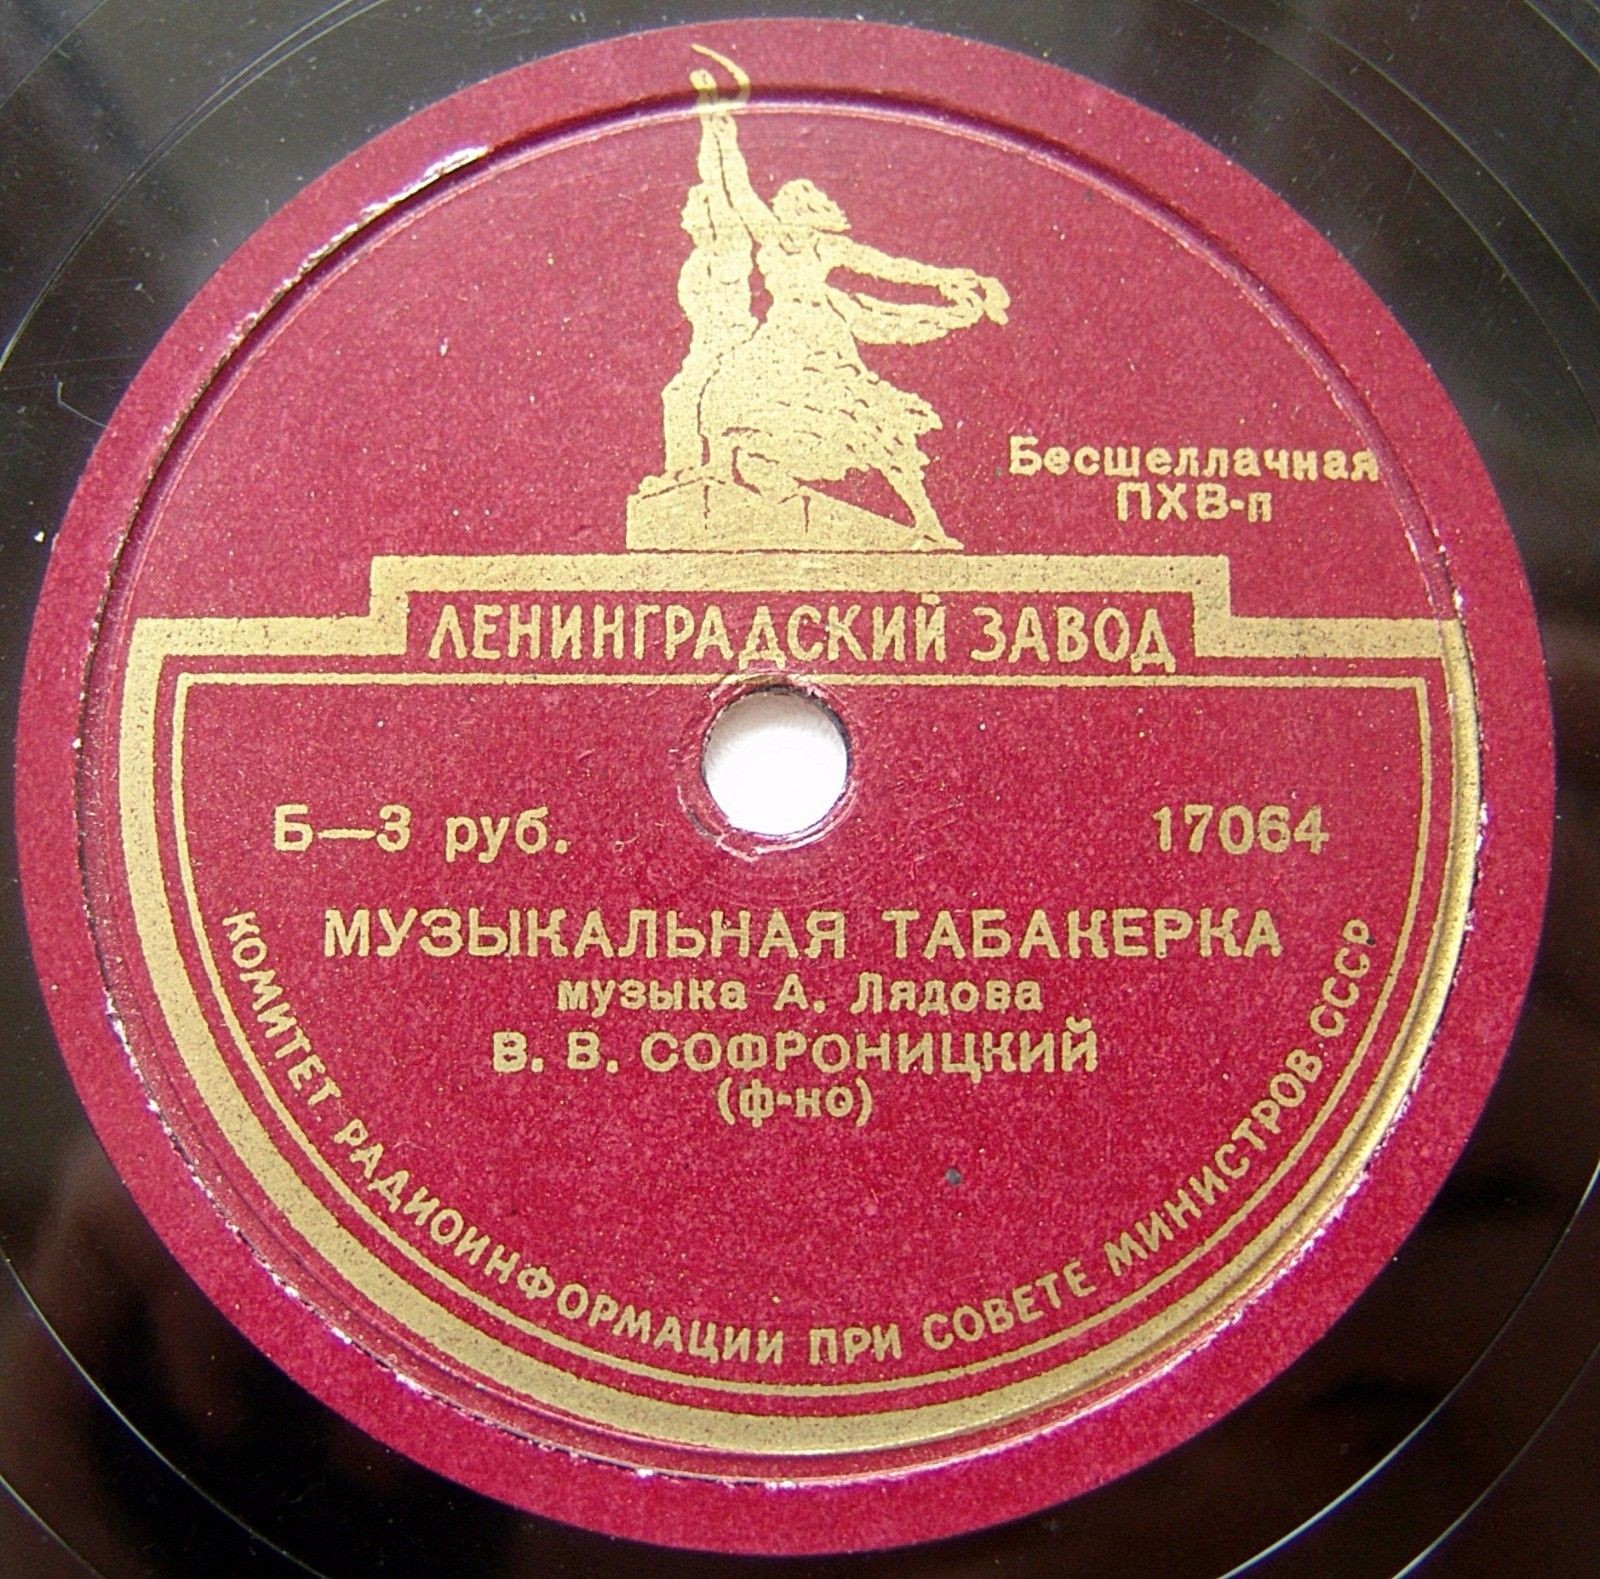 Бесшеллачная
ПХВ-п
ЛЕНИНГРАДСКИЙ ЗАВОД
Б—3 руб. 17064
МУЗЫКАЛЬНАЯ ТАБАКЕРКА
музыка А. Лядова
В. В. СОФРОНИЦКИЙ
(ф-но)
КОМИТЕТ РАДИОИНФОРМАЦИИ ПРИ СОВЕТЕ МИНИСТРОВ СССР